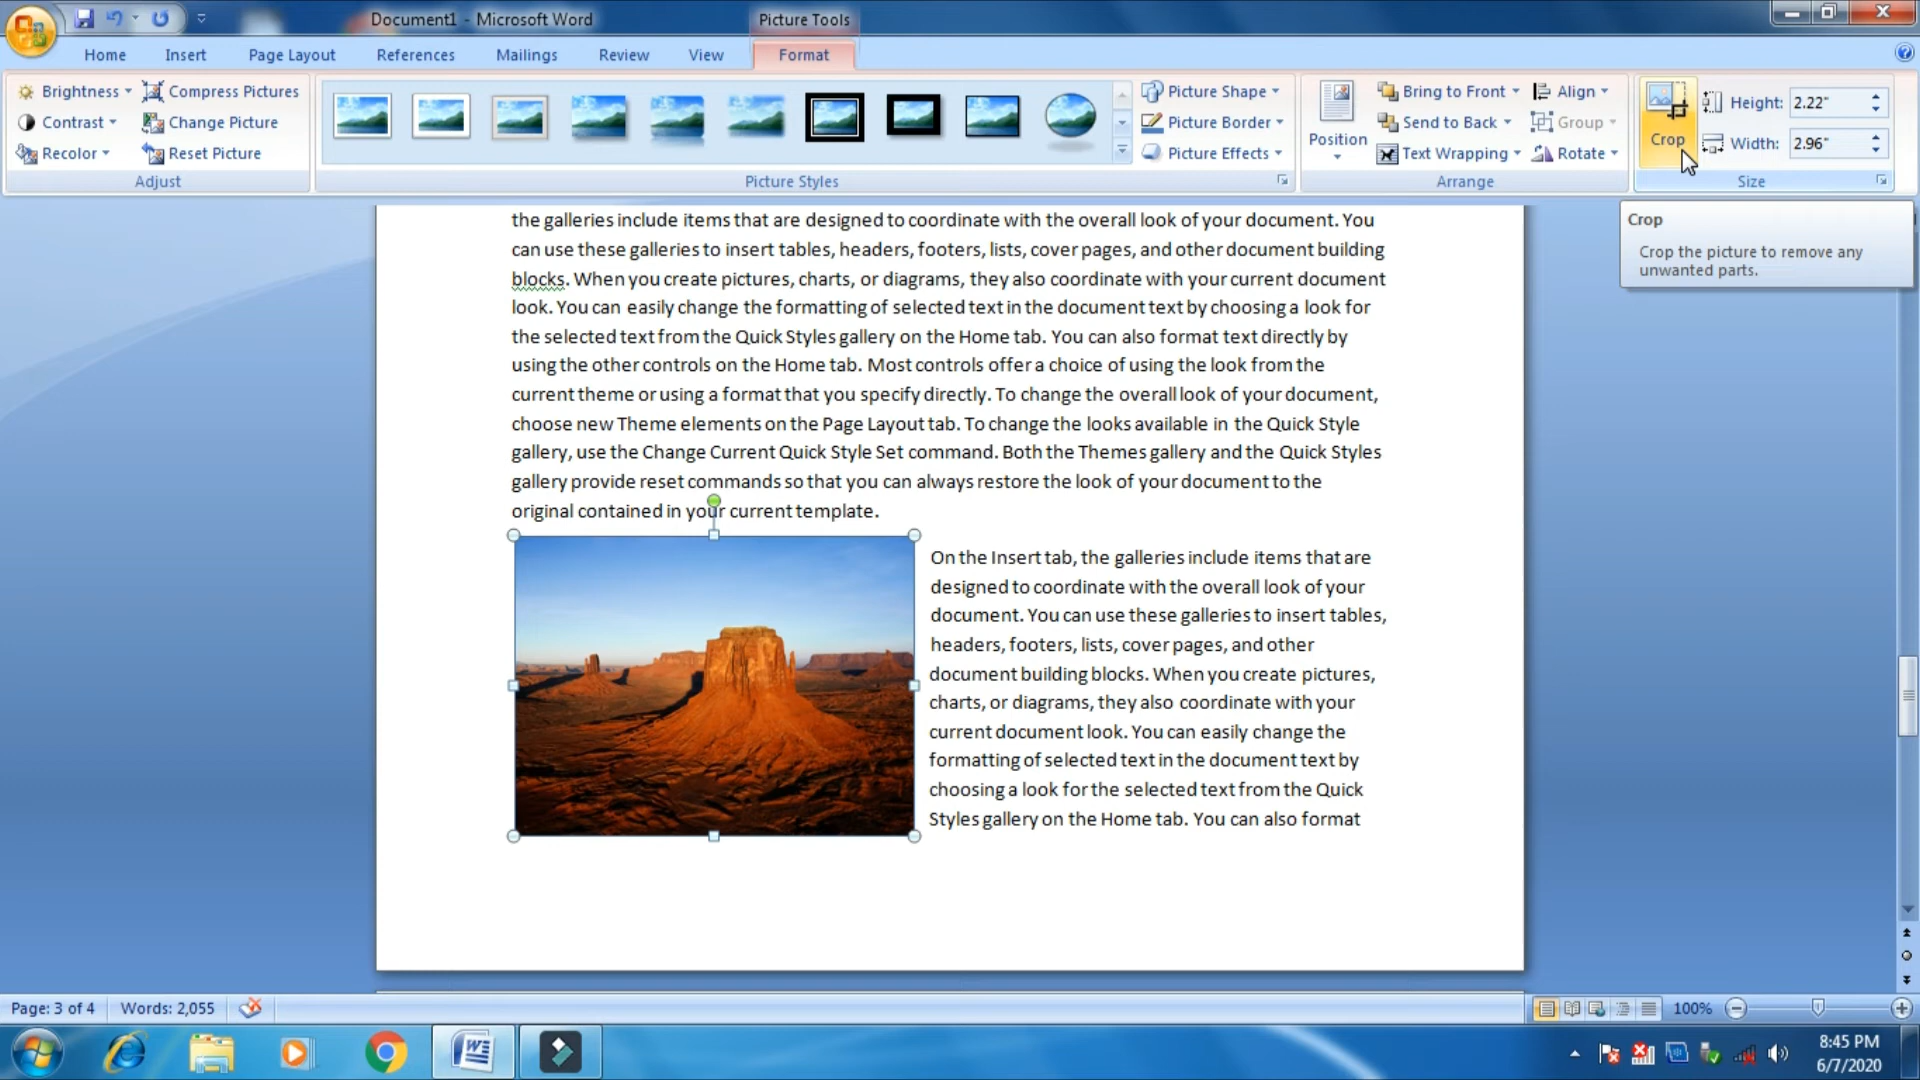 Document1 - Microsoft Word
Picture Tools
Home Insert Page Layout References Mailings Review View Format
Brightness Compress Pictures
Contrast Change Picture
Recolor Reset Picture
Adjust
Picture Shape
Picture Border
Picture Effects
Picture Styles
Position
Bring to Front Align
Send to Back Group
Text Wrapping Rotate
Arrange
Crop
Height: 2.22"
Width: 2.96"
Size
Crop
Crop the picture to remove any
unwanted parts.
the galleries include items that are designed to coordinate with the overall look of your document. You
can use these galleries to insert tables, headers, footers, lists, cover pages, and other document building
blocks. When you create pictures, charts, or diagrams, they also coordinate with your current document
look. You can easily change the formatting of selected text in the document text by choosing a look for
the selected text from the Quick Styles gallery on the Home tab. You can also format text directly by
using the other controls on the Home tab. Most controls offer a choice of using the look from the
current theme or using a format that you specify directly. To change the overall look of your document,
choose new Theme elements on the Page Layout tab. To change the looks available in the Quick Style
gallery, use the Change Current Quick Style Set command. Both the Themes gallery and the Quick Styles
gallery provide reset commands so that you can always restore the look of your document to the
original contained in your current template.
On the Insert tab, the galleries include items that are
designed to coordinate with the overall look of your
document. You can use these galleries to insert tables,
headers, footers, lists, cover pages, and other
document building blocks. When you create pictures,
charts, or diagrams, they also coordinate with your
current document look. You can easily change the
formatting of selected text in the document text by
choosing a look for the selected text from the Quick
Styles gallery on the Home tab. You can also format
Page: 3 of 4 Words: 2,055
100%
8:45 PM
6/7/2020